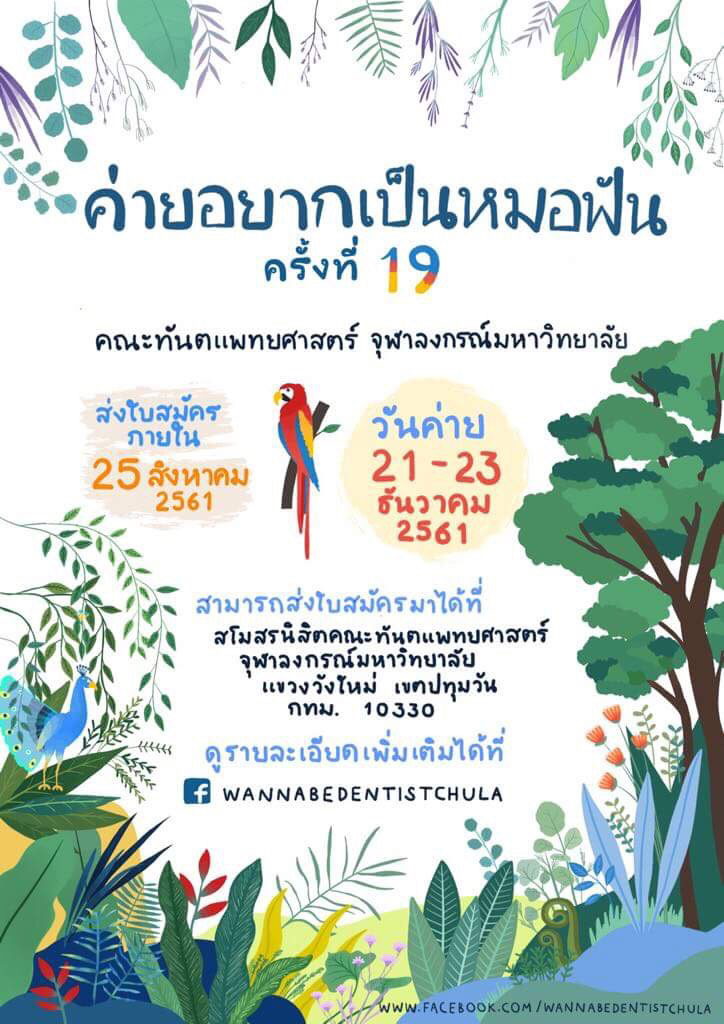 ค่ายอยากเป็นหมอฟัน
ครั้งที่ 19
คณะทันตแพทยศาสตร์ จุฬาลงกรณ์มหาวิทยาลัย
ส่งใบสมัคร
ภายใน
25 สิงหาคม
2561
วันค่าย
21 - 23
ธันวาคม
2561
สามารถส่งใบสมัครมาได้ที่
สโมสรนิสิตคณะทันตแพทยศาสตร์
จุฬาลงกรณ์มหาวิทยาลัย
แขวงวังใหม่ เขตปทุมวัน
กทม. 10330
ดูรายละเอียดเพิ่มเติมได้ที่
f WANNABEDENTISTCHULA
WWW.FACEBOOK.COM/WANNABEDENTISTCHULA